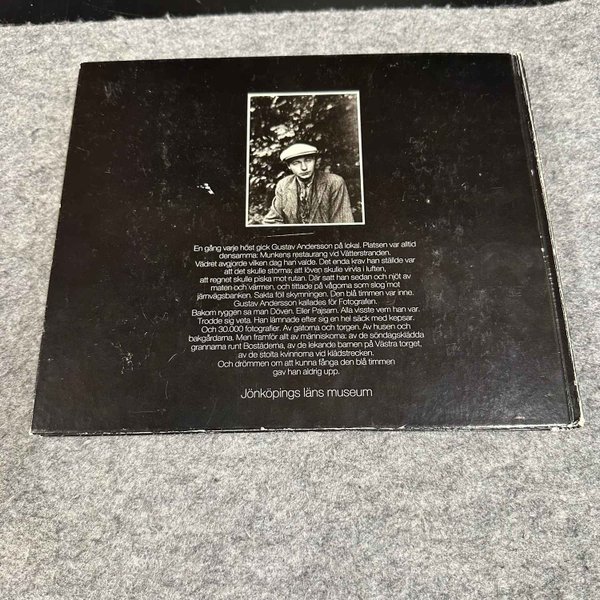 En gång varje höst gick Gustav Andersson på lokal. Platsen var alltid
densamma: Munkens restaurang vid Vätterstranden.
Vädret avgjorde vilken dag han valde. Det enda krav han ställde var
att det skulle storma; att löven skulle virvla i luften,
att regnet skulle piska mot rutan. Där satt han sedan och njöt av
maten och värmen, och tittade på vågorna som slog mot
järnvägsbanken. Sakta föll skymningen. Den blå timmen var inne.
Gustav Andersson kallades för Fotografen.
Bakom ryggen sa man Döven. Eller Pajsarn. Alla visste vem han var.
Trodde sig veta. Han lämnade efter sig en hel säck med kepsar.
Och 30.000 fotografier. Av gatorna och torgen. Av husen och
bakgårdarna. Men framför allt av människorna: av de söndagsklädda
grannarna runt Bostäderna, av de lekande barnen på Västra torget,
av de stolta kvinnorna vid klädstrecken.
Och drömmen om att kunna fånga den blå timmen
gav han aldrig upp.
Jönköpings läns museum